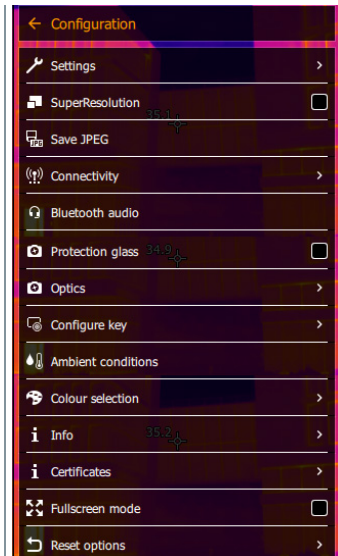 Configuration
Settings
SuperResolution
35.1
JPG Save JPEG
Connectivity
Bluetooth audio
Protection glass 34.9
Optics
Configure key
Ambient conditions
Colour selection
Info 35.2
Certificates
Fullscreen mode
Reset options